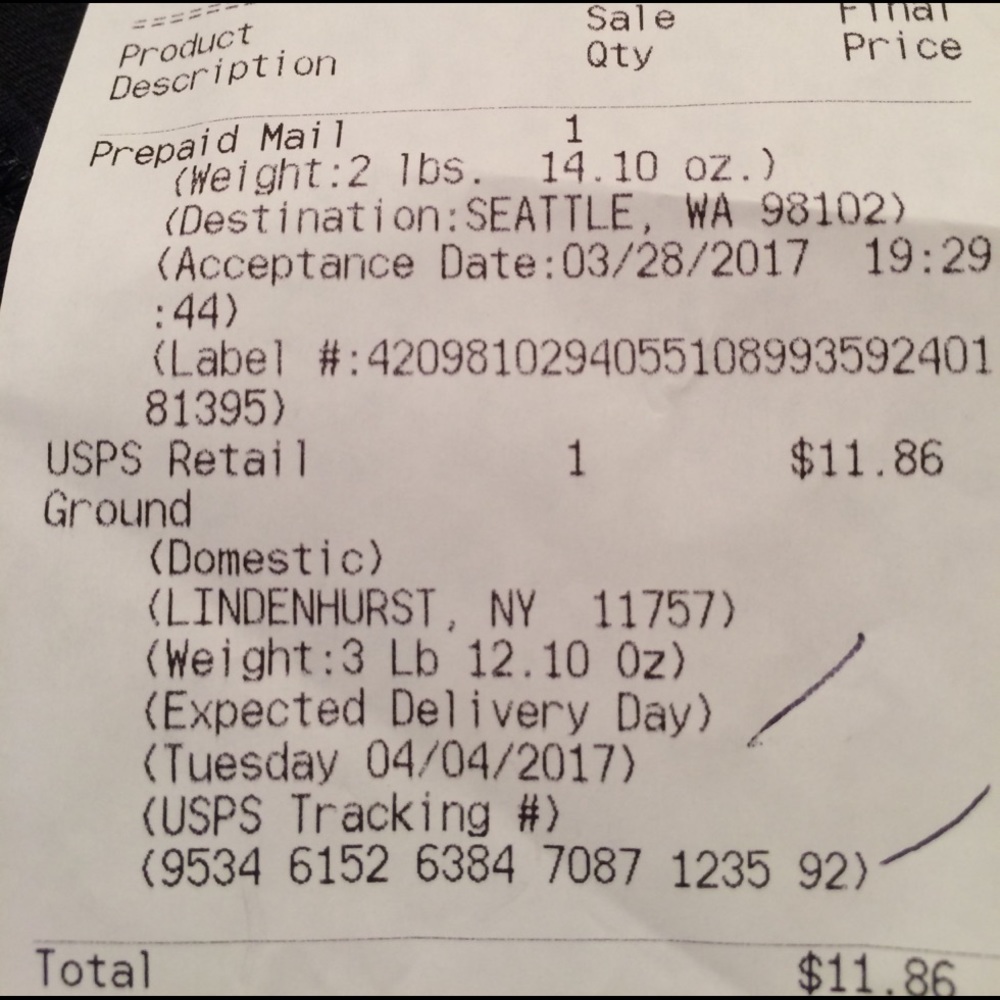 ========
Product Sale Final
Description Qty Price
Prepaid Mail 1
(Weight:2 lbs. 14.10 oz.)
(Destination:SEATTLE, WA 98102)
(Acceptance Date:03/28/2017 19:29
:44)
(Label #:4209810294055108993592401
81395)
USPS Retail 1 $11.86
Ground
(Domestic)
(LINDENHURST, NY 11757)
(Weight:3 Lb 12.10 Oz)
(Expected Delivery Day)
(Tuesday 04/04/2017)
(USPS Tracking #)
(9534 6152 6384 7087 1235 92)
Total $11.86